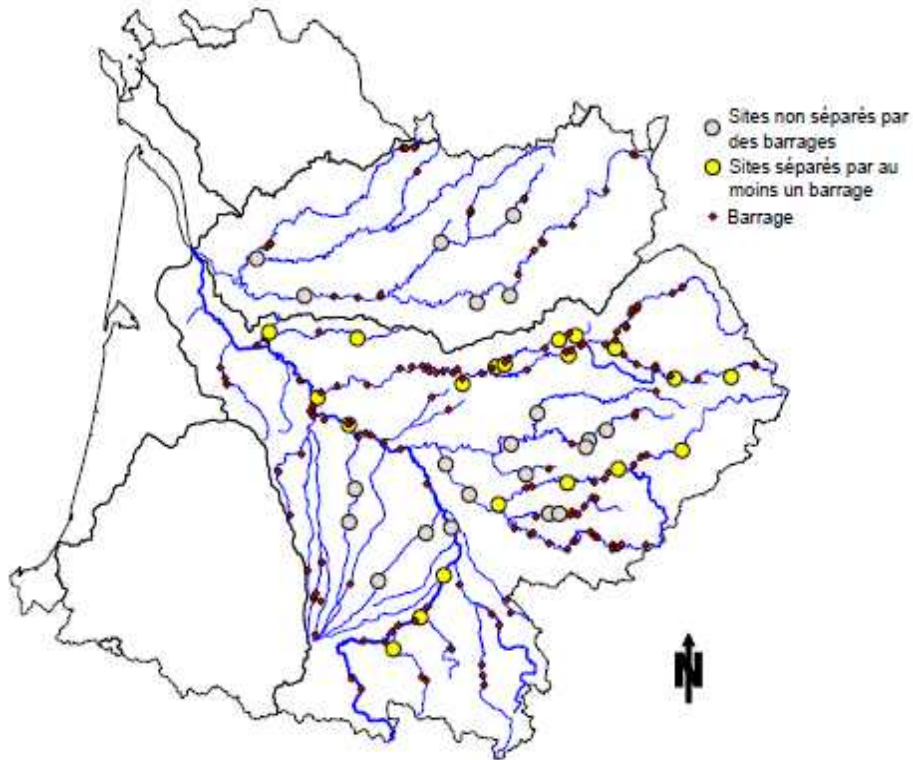 Sites non séparés par
des barrages
Sites séparés par au
moins un barrage
Barrage
N